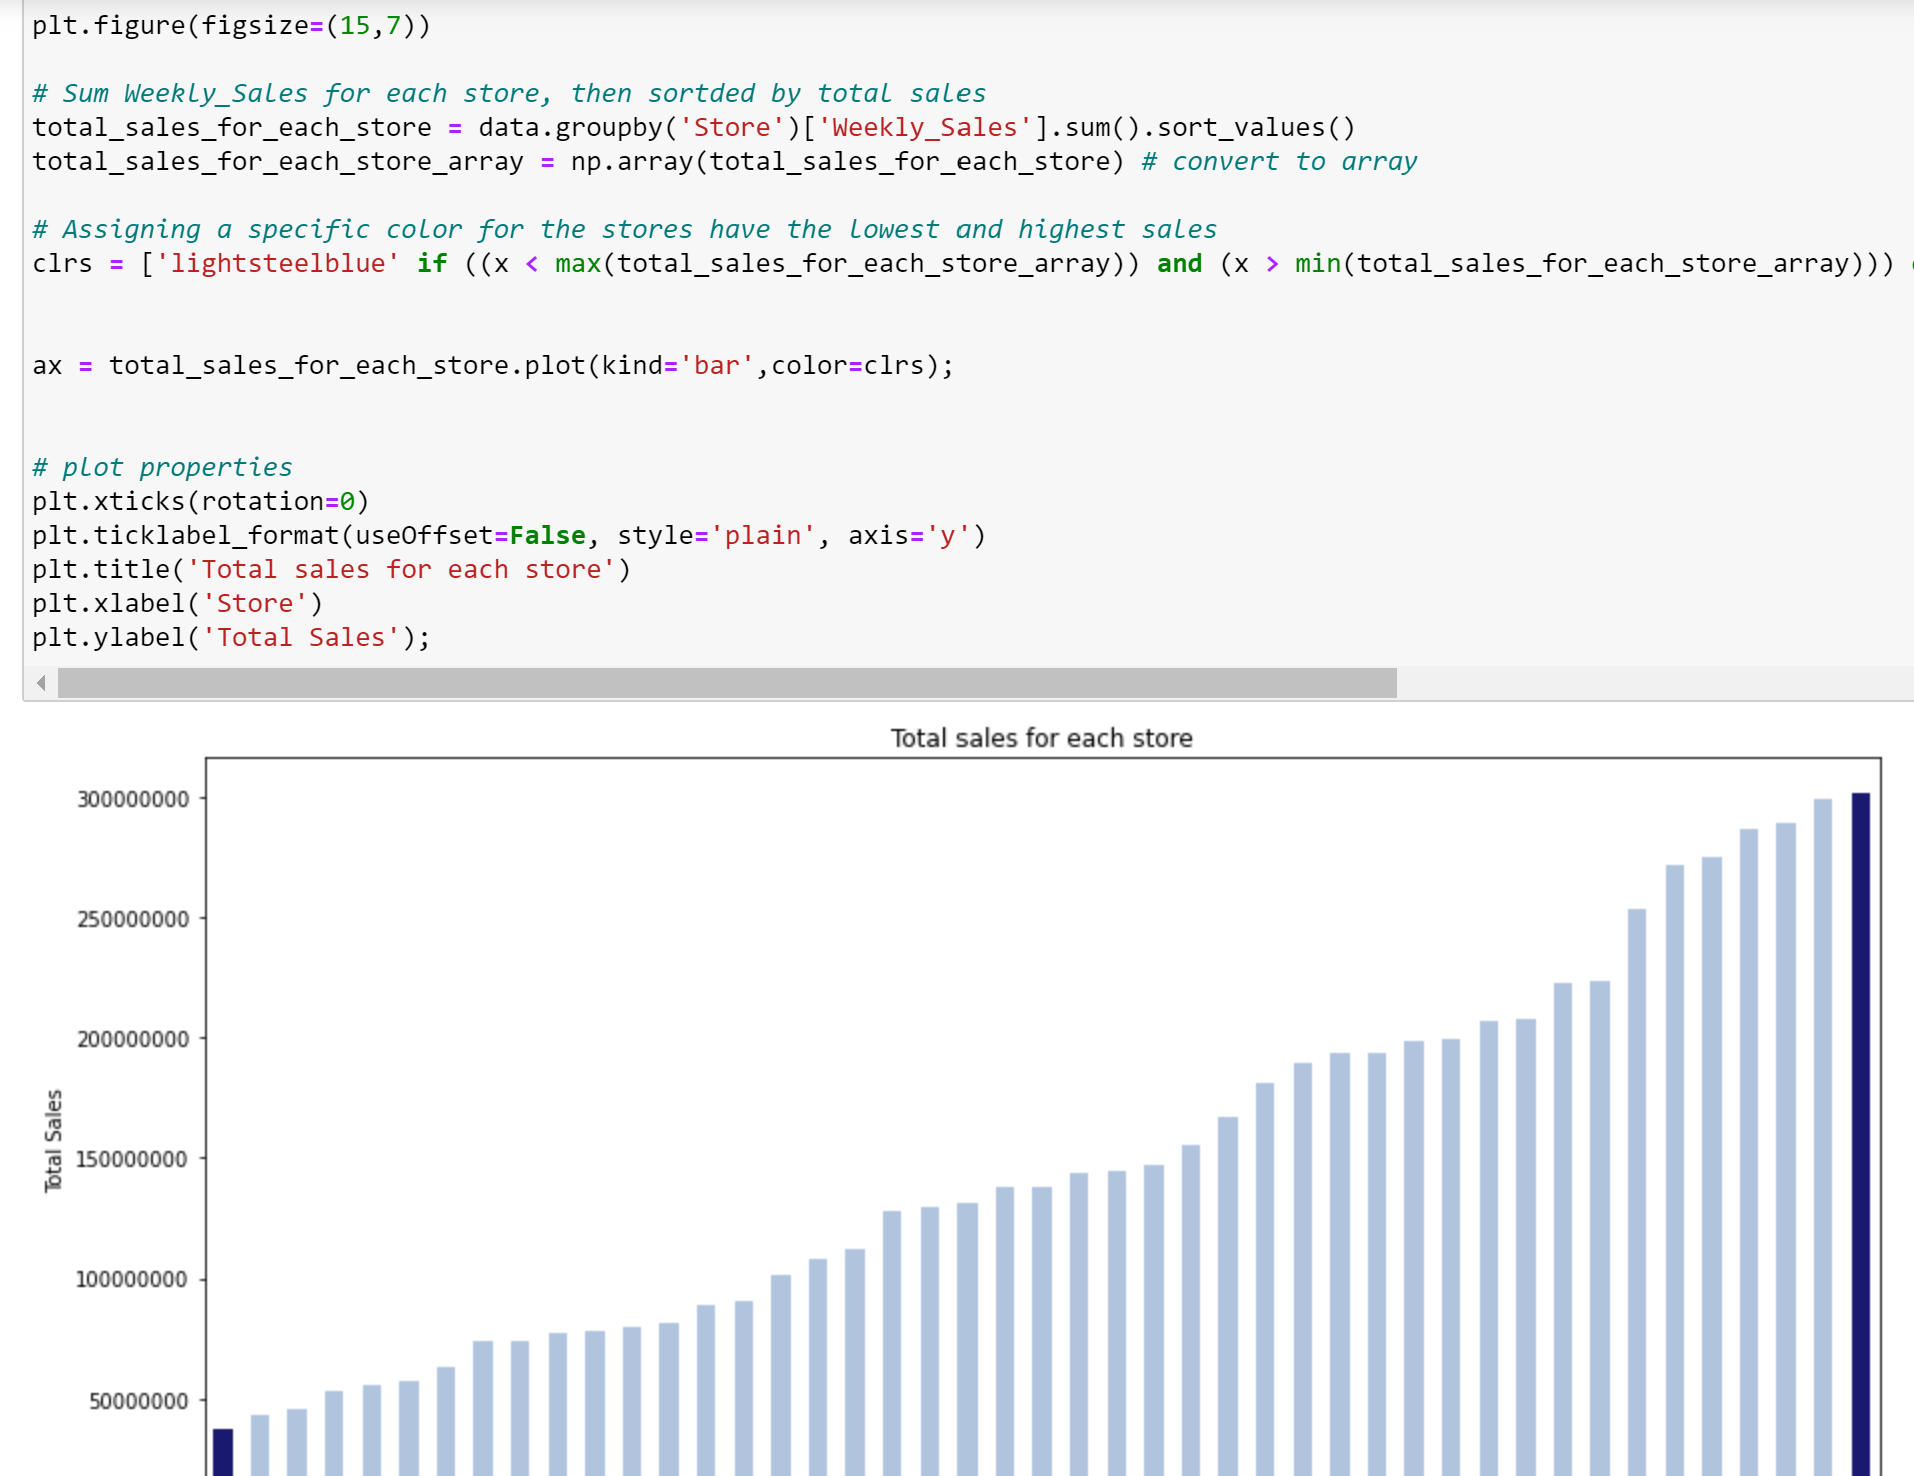 plt.figure(figsize=(15,7))
# Sum Weekly_Sales for each store, then sortded by total sales
total_sales_for_each_store = data.groupby('Store')['Weekly_Sales'].sum().sort_values()
total_sales_for_each_store_array = np.array(total_sales_for_each_store) # convert to array
# Assigning a specific color for the stores have the lowest and highest sales
clrs = ['lightsteelblue' if ((x < max(total_sales_for_each_store_array)) and (x > min(total_sales_for_each_store_array)))
ax = total_sales_for_each_store.plot(kind='bar',color=clrs);
# plot properties
plt.xticks(rotation=0)
plt.ticklabel_format(useOffset=False, style='plain', axis='y')
plt.title('Total sales for each store')
plt.xlabel('Store')
plt.ylabel('Total Sales');
Total sales for each store
300000000
250000000
200000000
150000000
100000000
50000000
Total Sales